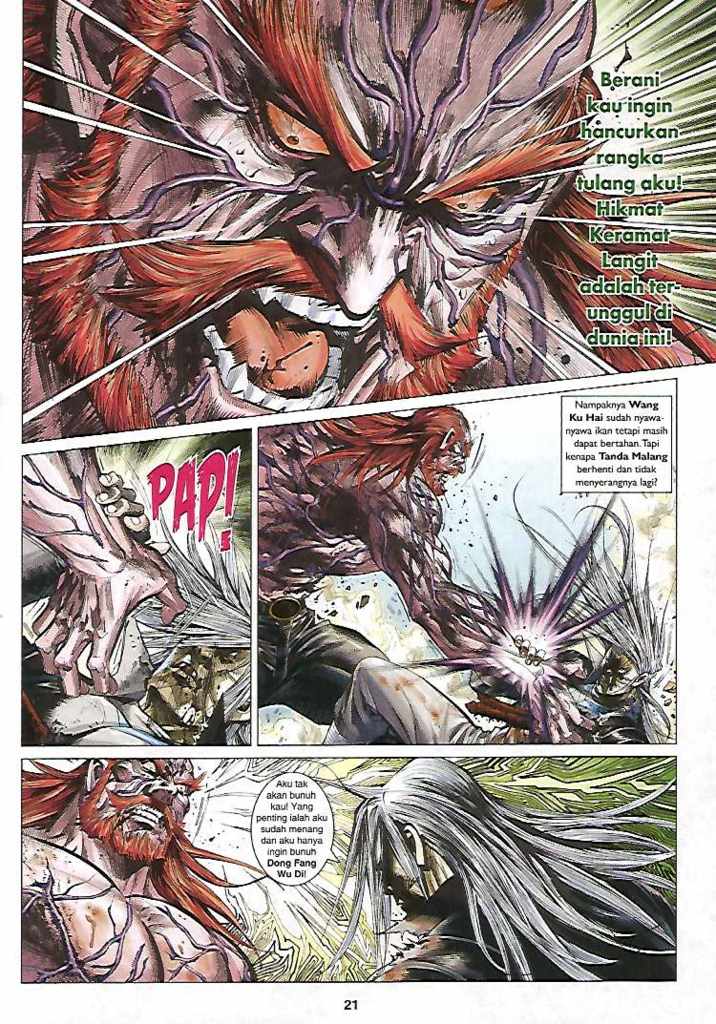 Berani
kau ingin
hancurkan
rangka
tulang aku!
Hikmat
Keramat
Langit
adalah ter-
unggul di
dunia ini!
Nampaknya Wang
Ku Hai sudah nyawa-
nyawa ikan tetapi masih
dapat bertahan. Tapi
kenapa Tanda Malang
berhenti dan tidak
menyerangnya lagi?
PAP!
Aku tak
akan bunuh
kau! Yang
penting ialah aku
sudah menang
dan aku hanya
ingin bunuh
Dong Fang
Wu Di!
21